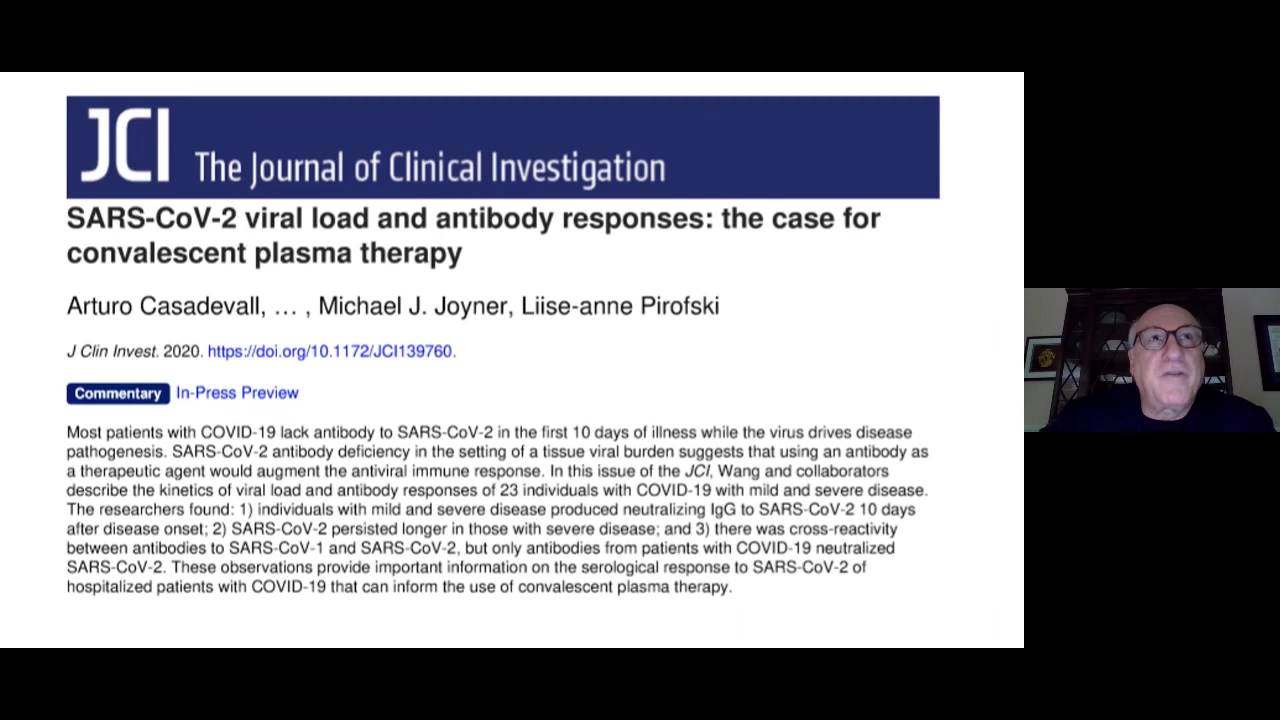 JCI The Journal of Clinical Investigation
SARS-CoV-2 viral load and antibody responses: the case for
convalescent plasma therapy
Arturo Casadevall, … , Michael J. Joyner, Liise-anne Pirofski
J Clin Invest. 2020. https://doi.org/10.1172/JCI139760.
Commentary In-Press Preview
Most patients with COVID-19 lack antibody to SARS-CoV-2 in the first 10 days of illness while the virus drives disease
pathogenesis. SARS-CoV-2 antibody deficiency in the setting of a tissue viral burden suggests that using an antibody as
a therapeutic agent would augment the antiviral immune response. In this issue of the JCI, Wang and collaborators
describe the kinetics of viral load and antibody responses of 23 individuals with COVID-19 with mild and severe disease.
The researchers found: 1) individuals with mild and severe disease produced neutralizing IgG to SARS-CoV-2 10 days
after disease onset; 2) SARS-CoV-2 persisted longer in those with severe disease; and 3) there was cross-reactivity
between antibodies to SARS-CoV-1 and SARS-CoV-2, but only antibodies from patients with COVID-19 neutralized
SARS-CoV-2. These observations provide important information on the serological response to SARS-CoV-2 of
hospitalized patients with COVID-19 that can inform the use of convalescent plasma therapy.